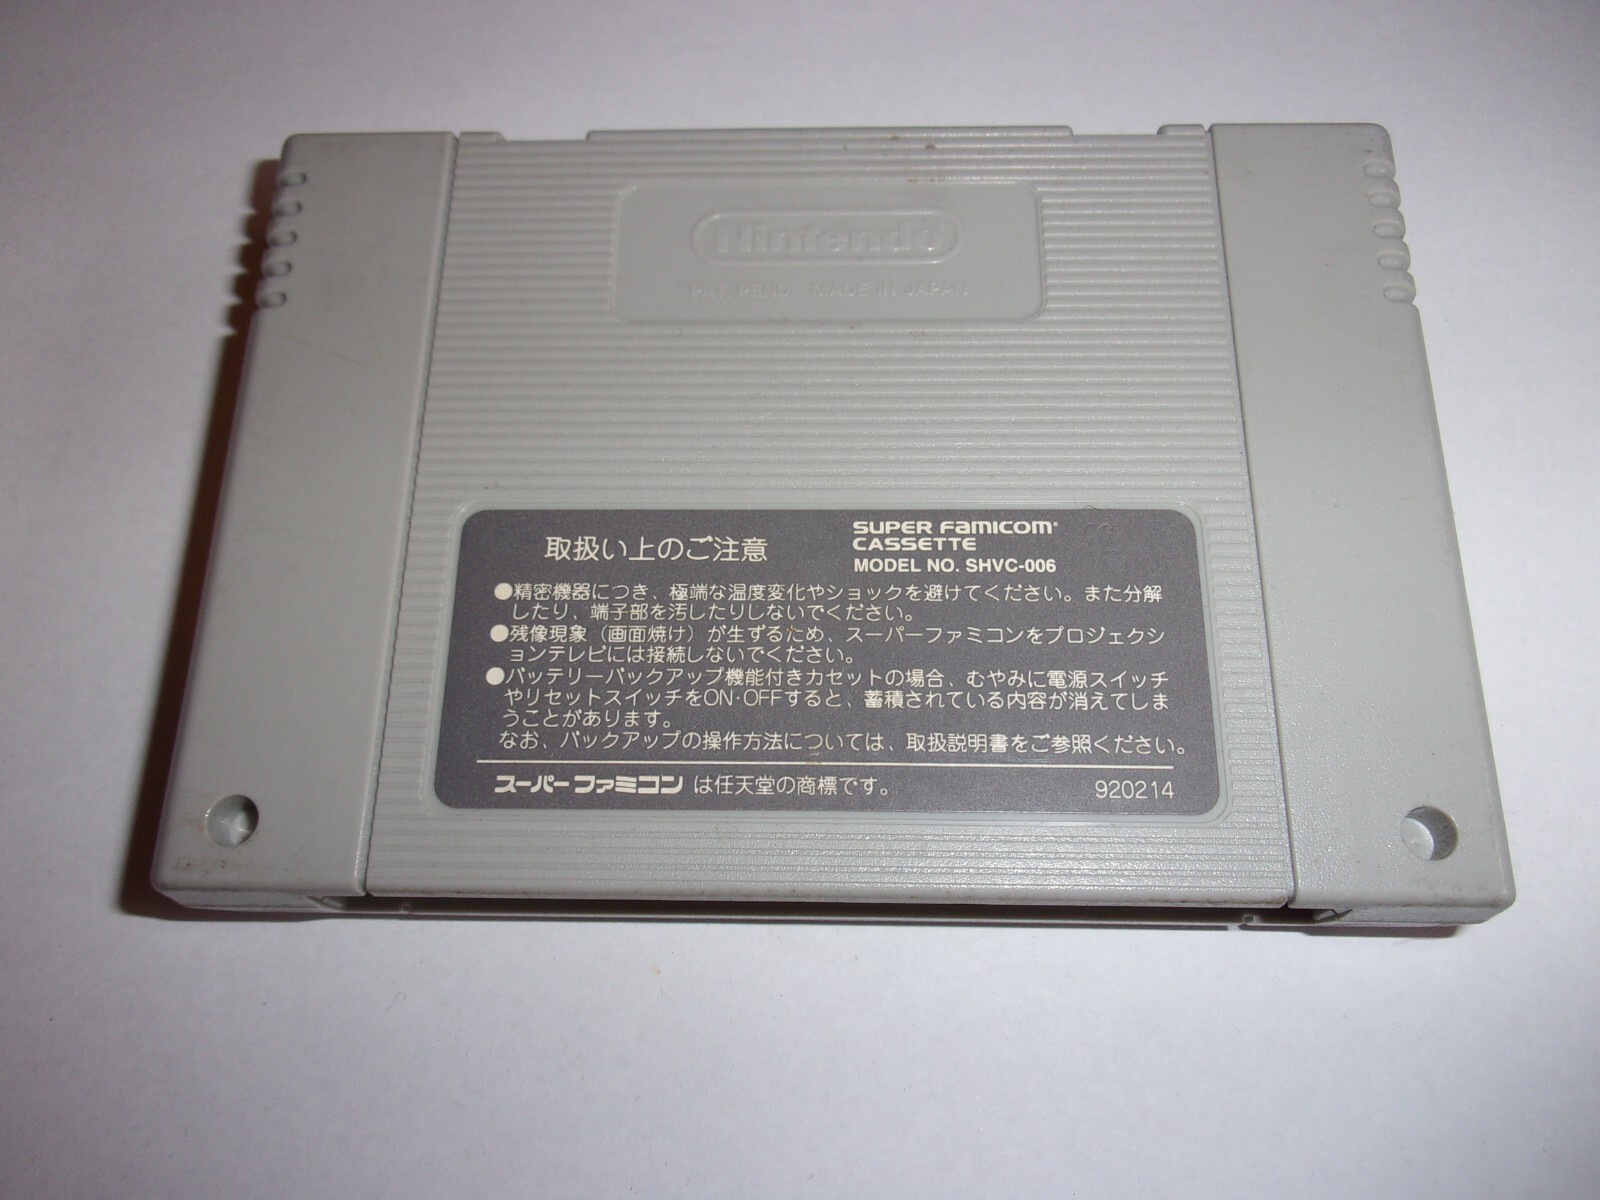 Nintendo
PAT. PEND. MADE IN JAPAN
取扱い上のご注意
SUPER FAMICOM
CASSETTE
MODEL NO. SHVC-006
●精密機器につき、極端な温度変化やショックを避けてください。また分解
したり、端子部を汚したりしないでください。
●残像現象（画面焼け）が生ずるため、スーパーファミコンをプロジェクシ
ョンテレビには接続しないでください。
●バッテリーバックアップ機能付きカセットの場合、むやみに電源スイッチ
やリセットスイッチをON・OFFすると、蓄積されている内容が消えてしま
うことがあります。
なお、バックアップの操作方法については、取扱説明書をご参照ください。
スーパーファミコン は任天堂の商標です。
920214